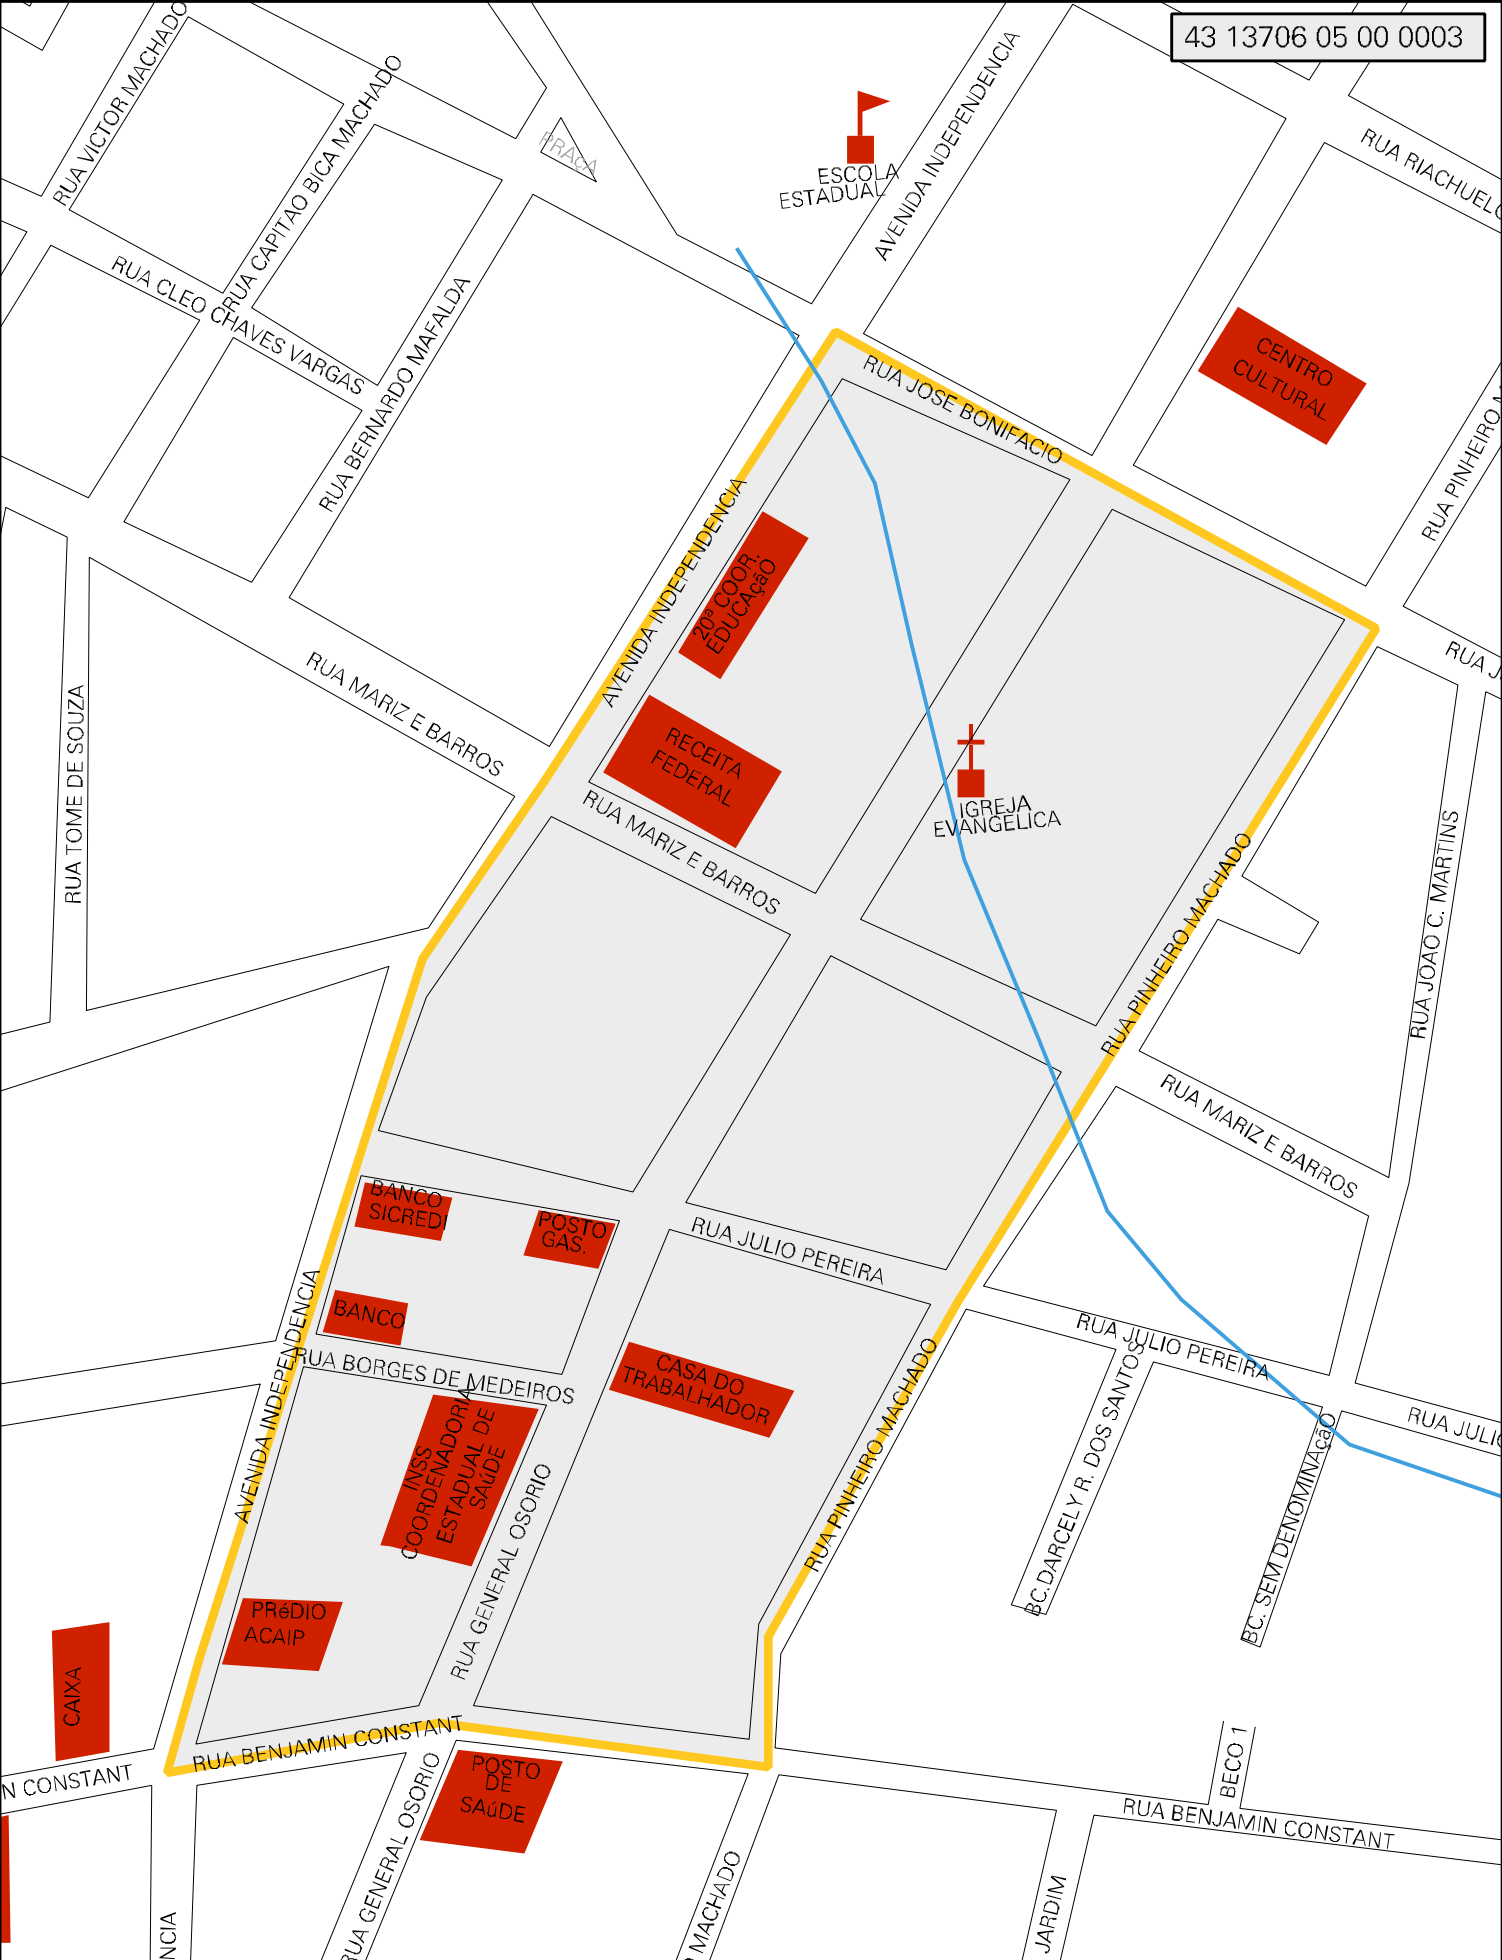 43 13706 05 00 0003
RUA VICTOR MACHADO
RUA CAPITAO BICA MACHADO
PRAçA
ESCOLA
ESTADUAL
AVENIDA INDEPENDENCIA
RUA RIACHUELO
RUA CLEO CHAVES VARGAS
RUA BERNARDO MAFALDA
RUA JOSE BONIFACIO
CENTRO
CULTURAL
RUA PINHEIRO M
AVENIDA INDEPENDENCIA
20ª COOR.
EDUCAçãO
RUA MARIZ E BARROS
RUA TOME DE SOUZA
RUA J
RECEITA
FEDERAL
RUA MARIZ E BARROS
IGREJA
EVANGELICA
RUA PINHEIRO MACHADO
RUA JOAO C. MARTINS
RUA MARIZ E BARROS
BANCO
SICREDI
POSTO
GAS.
RUA JULIO PEREIRA
BANCO
AVENIDA INDEPENDENCIA
RUA BORGES DE MEDEIROS
CASA DO
TRABALHADOR
RUA JULIO PEREIRA
RUA JULIO
AVENIDA INDEPENDENCIA
INSS
COORDENADORIA
ESTADUAL DE
SAúDE
RUA GENERAL OSORIO
RUA PINHEIRO MACHADO
BC.DARCELY R. DOS SANTOS
BC. SEM DENOMINAçãO
PRéDIO
ACAIP
CAIXA
RUA BENJAMIN CONSTANT
N CONSTANT
POSTO
DE
SAúDE
RUA GENERAL OSORIO
BECO 1
RUA BENJAMIN CONSTANT
MACHADO
JARDIM
NCIA